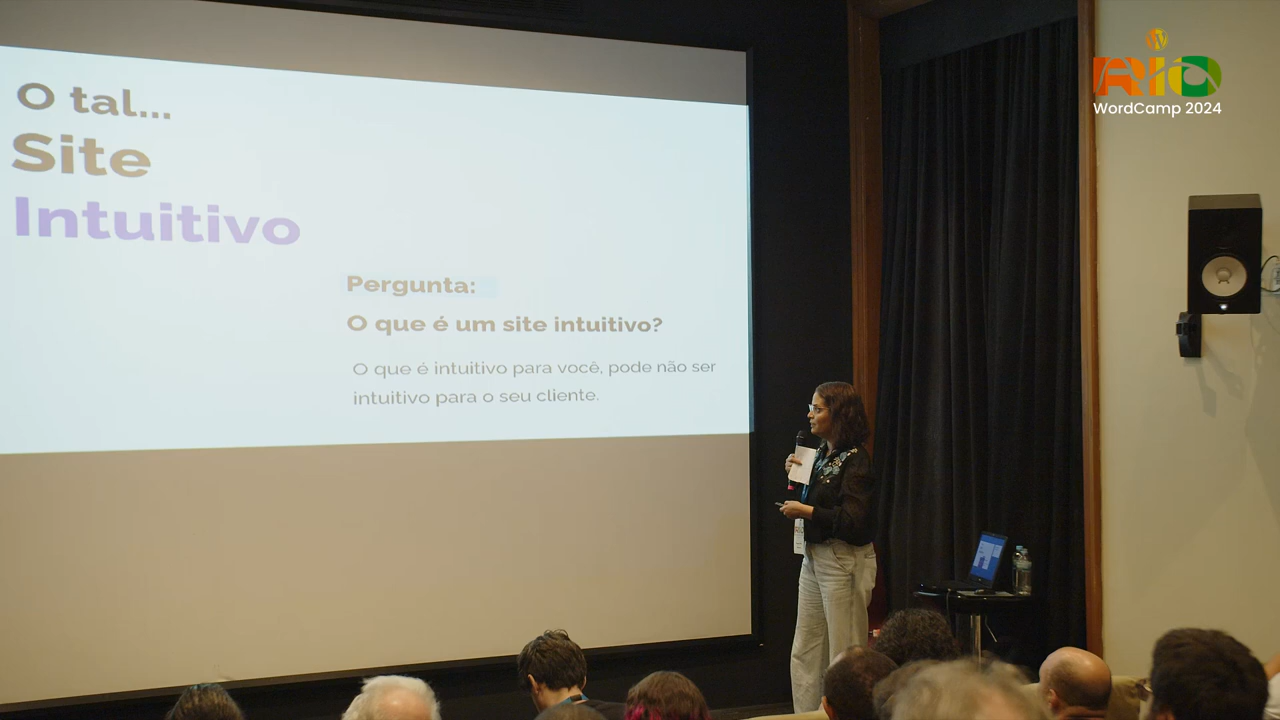 O tal...
Site
Intuitivo
Pergunta:
O que é um site intuitivo?
O que é intuitivo para você, pode não ser
intuitivo para o seu cliente.
RIO
WordCamp 2024